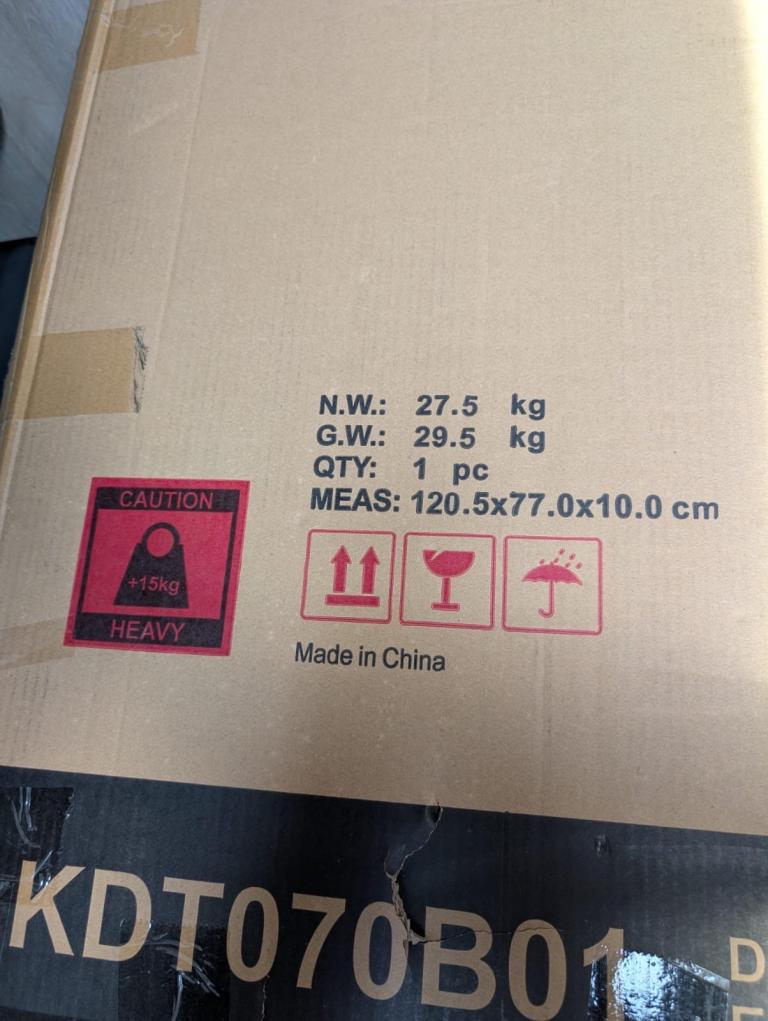 N.W.: 27.5 kg
G.W.: 29.5 kg
QTY: 1 pc
MEAS: 120.5x77.0x10.0 cm
CAUTION
+15kg
HEAVY
Made in China
KDT070B01
D